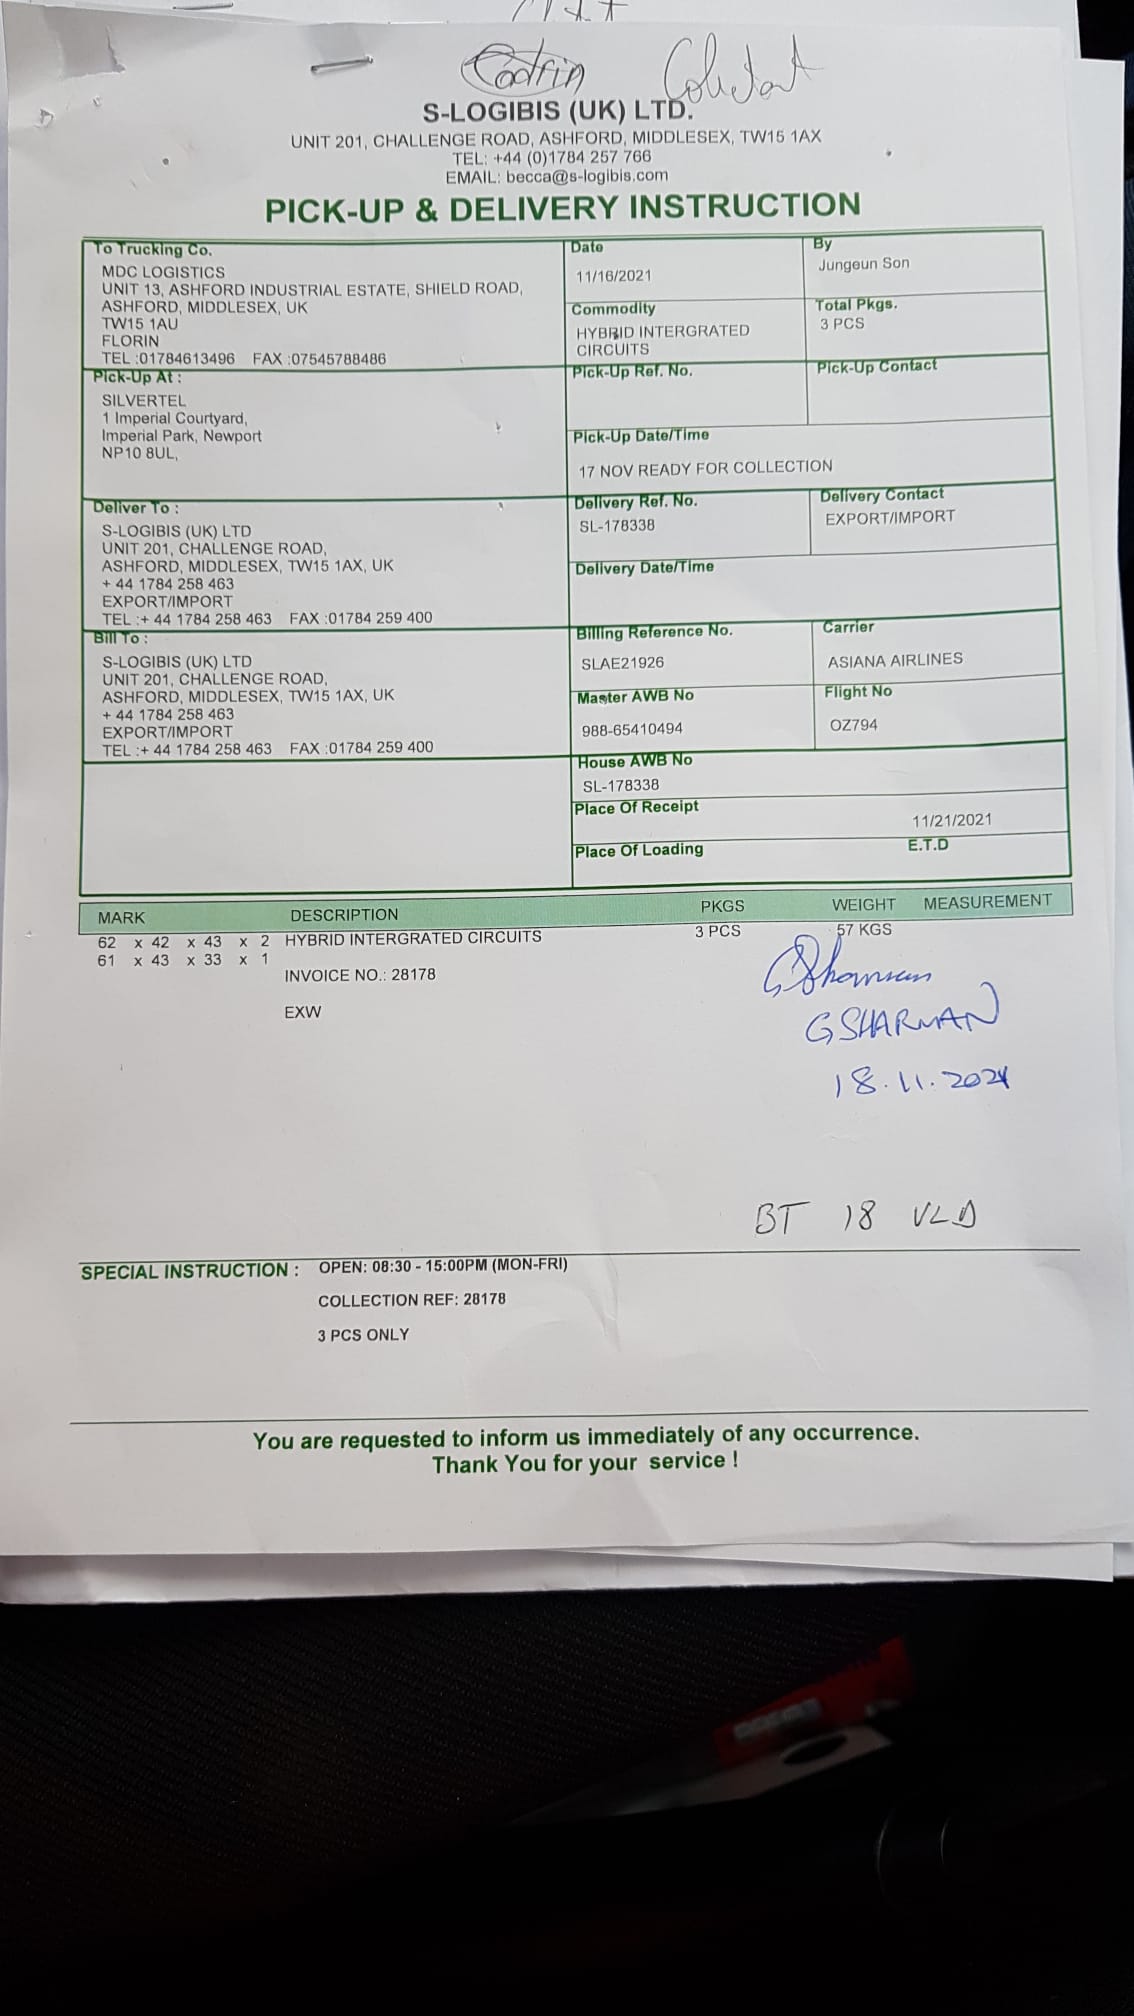 Codrin
S-LOGIBIS (UK) LTD.
UNIT 201, CHALLENGE ROAD, ASHFORD, MIDDLESEX, TW15 1AX
TEL: +44 (0)1784 257 766
EMAIL: becca@s-logibis.com
PICK-UP & DELIVERY INSTRUCTION
To Trucking Co.
MDC LOGISTICS
UNIT 13, ASHFORD INDUSTRIAL ESTATE, SHIELD ROAD,
ASHFORD, MIDDLESEX, UK
TW15 1AU
FLORIN
TEL :01784613496 FAX :07545788486
Date
11/16/2021
By
Jungeun Son
Commodity
HYBRID INTERGRATED
CIRCUITS
Total Pkgs.
3 PCS
Pick-Up At :
SILVERTEL
1 Imperial Courtyard,
Imperial Park, Newport
NP10 8UL,
Pick-Up Ref. No.
Pick-Up Contact
Pick-Up Date/Time
17 NOV READY FOR COLLECTION
Deliver To :
S-LOGIBIS (UK) LTD
UNIT 201, CHALLENGE ROAD,
ASHFORD, MIDDLESEX, TW15 1AX, UK
+ 44 1784 258 463
EXPORT/IMPORT
TEL :+ 44 1784 258 463 FAX :01784 259 400
Delivery Ref. No.
SL-178338
Delivery Contact
EXPORT/IMPORT
Delivery Date/Time
Bill To :
S-LOGIBIS (UK) LTD
UNIT 201, CHALLENGE ROAD,
ASHFORD, MIDDLESEX, TW15 1AX, UK
+ 44 1784 258 463
EXPORT/IMPORT
TEL :+ 44 1784 258 463 FAX :01784 259 400
Billing Reference No.
SLAE21926
Carrier
ASIANA AIRLINES
Master AWB No
988-65410494
Flight No
OZ794
House AWB No
SL-178338
Place Of Receipt
11/21/2021
Place Of Loading
E.T.D
MARK DESCRIPTION PKGS WEIGHT MEASUREMENT
62 x 42 x 43 x 2 HYBRID INTERGRATED CIRCUITS 3 PCS 57 KGS
61 x 43 x 33 x 1
INVOICE NO.: 28178
EXW
G SHARMAN
18.11.2021
BT 18 VLD
SPECIAL INSTRUCTION : OPEN: 08:30 - 15:00PM (MON-FRI)
COLLECTION REF: 28178
3 PCS ONLY
You are requested to inform us immediately of any occurrence.
Thank You for your service !